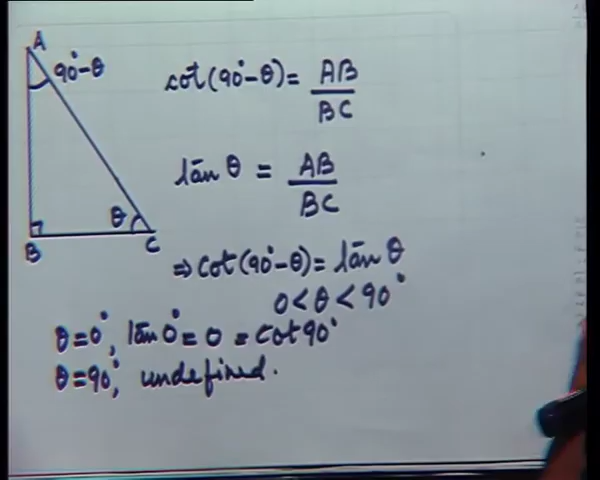 A
90°-θ
cot(90°-θ) = AB/BC
tan θ = AB/BC
θ
B
C
⇒ cot(90°-θ) = tan θ
0 < θ < 90°
θ = 0°, tan 0° = 0 = cot 90°
θ = 90°, undefined.